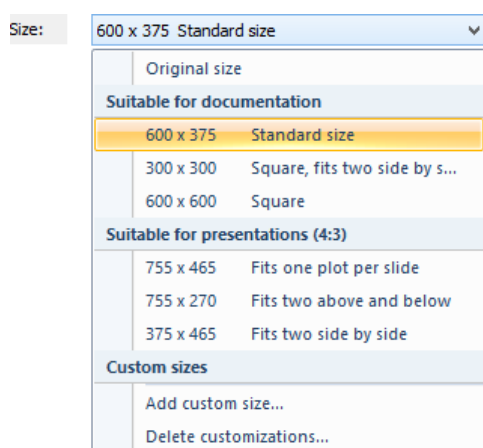 Size: 600 x 375 Standard size
Original size
Suitable for documentation
600 x 375 Standard size
300 x 300 Square, fits two side by s...
600 x 600 Square
Suitable for presentations (4:3)
755 x 465 Fits one plot per slide
755 x 270 Fits two above and below
375 x 465 Fits two side by side
Custom sizes
Add custom size...
Delete customizations...